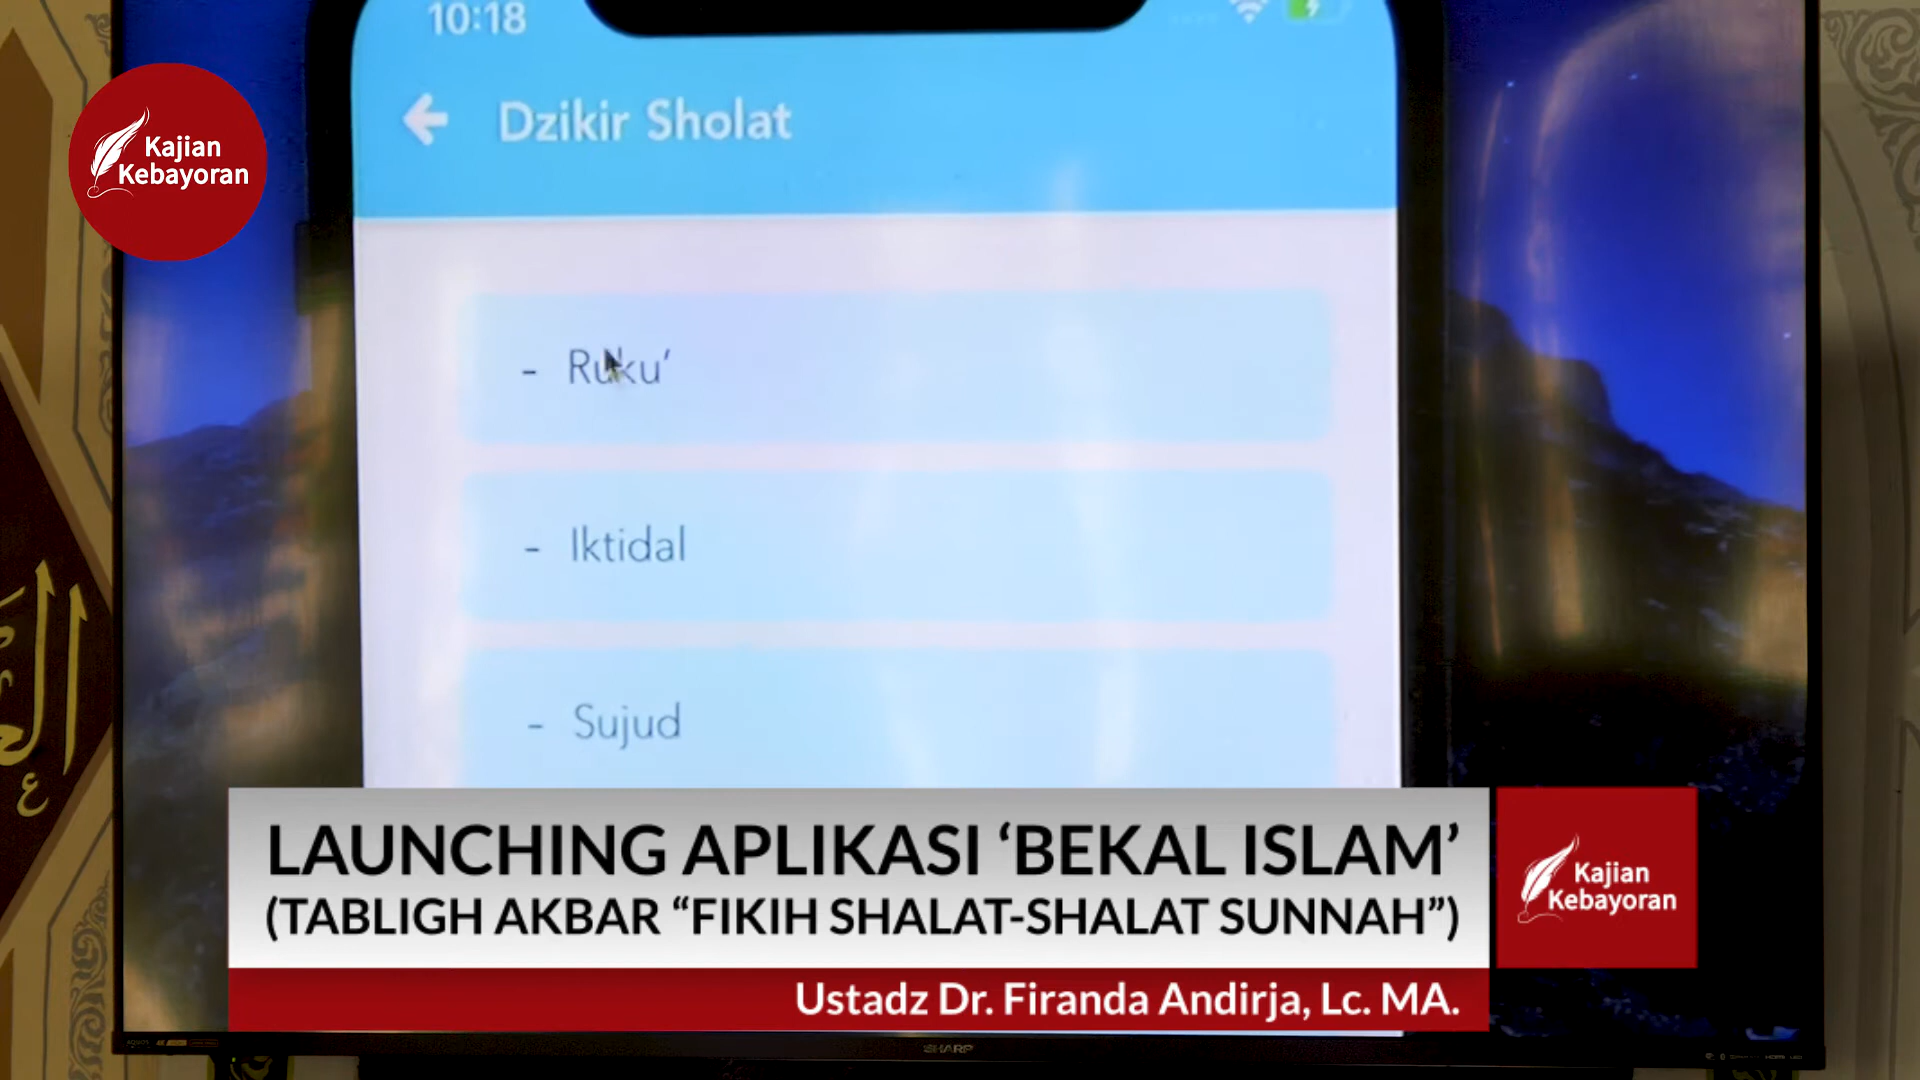 10:18
Dzikir Sholat
Kajian
Kebayoran
- Ruku'
- Iktidal
- Sujud
LAUNCHING APLIKASI ‘BEKAL ISLAM’
(TABLIGH AKBAR “FIKIH SHALAT-SHALAT SUNNAH”)
Kajian
Kebayoran
Ustadz Dr. Firanda Andirja, Lc. MA.
SHARP